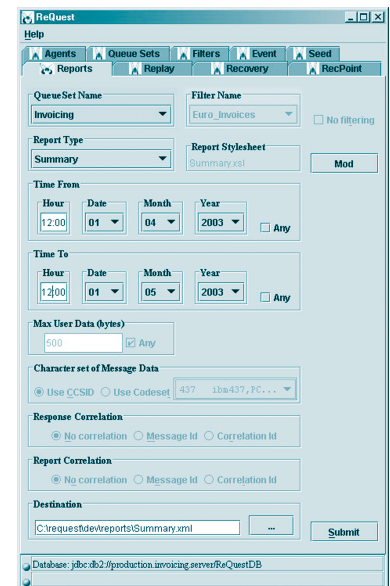 ReQuest
Help
Agents Queue Sets Filters Event Seed
Reports Replay Recovery RecPoint
QueueSet Name Filter Name
Invoicing Euro_Invoices No filtering
Report Type Report Stylesheet
Summary Summary.xsl Mod
Time From
Hour Date Month Year
12:00 01 04 2003 Any
Time To
Hour Date Month Year
12:00 01 05 2003 Any
Max User Data (bytes)
500 Any
Character set of Message Data
Use CCSID Use Codeset 437 ibm437,PC...
Response Correlation
No correlation Message Id Correlation Id
Report Correlation
No correlation Message Id Correlation Id
Destination
C:\request\dev\reports\Summary.xml ... Submit
Database: jdbc:db2://production.invoicing.server/ReQuestDB